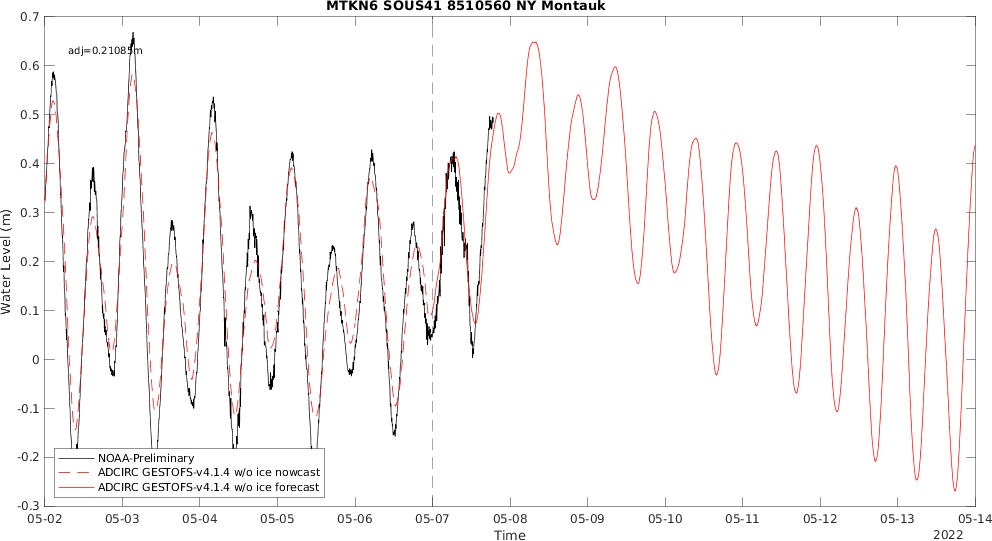 MTKN6 SOUS41 8510560 NY Montauk
adj=0.21085m
Water Level (m)
0.7
0.6
0.5
0.4
0.3
0.2
0.1
0
-0.1
-0.2
-0.3
NOAA-Preliminary
ADCIRC GESTOFS-v4.1.4 w/o ice nowcast
ADCIRC GESTOFS-v4.1.4 w/o ice forecast
05-02 05-03 05-04 05-05 05-06 05-07 05-08 05-09 05-10 05-11 05-12 05-13 05-14
Time
2022